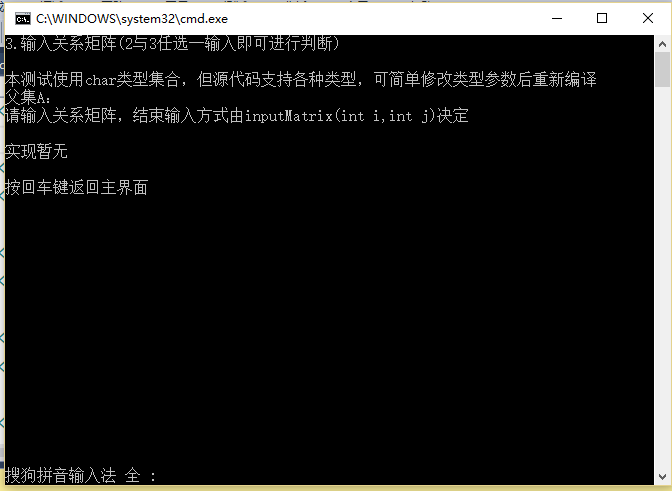 C:\WINDOWS\system32\cmd.exe
3.输入关系矩阵(2与3任选一输入即可进行判断)
本测试使用char类型集合，但源代码支持各种类型，可简单修改类型参数后重新编译
父集A:
请输入关系矩阵，结束输入方式由inputMatrix(int i,int j)决定
实现暂无
按回车键返回主界面
搜狗拼音输入法 全 :